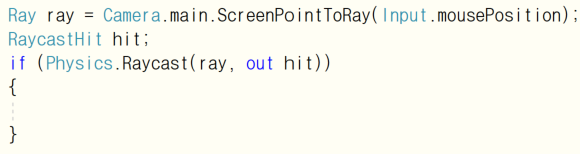 Ray ray = Camera.main.ScreenPointToRay(Input.mousePosition);
RaycastHit hit;
if (Physics.Raycast(ray, out hit))
{
}